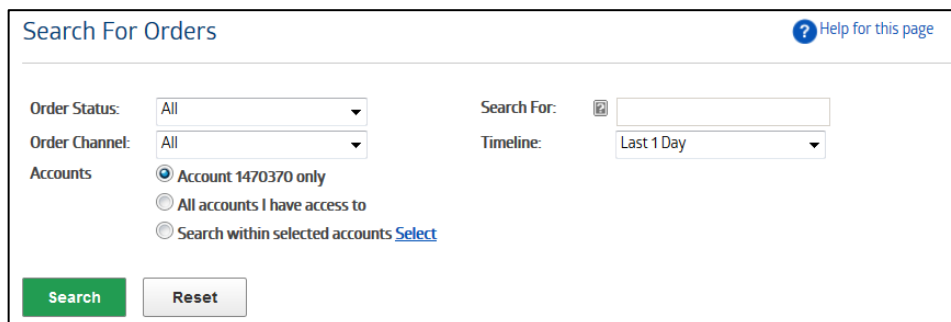 Search For Orders
? Help for this page
Order Status: All Search For: ?
Order Channel: All Timeline: Last 1 Day
Accounts Account 1470370 only
All accounts I have access to
Search within selected accounts Select
Search Reset